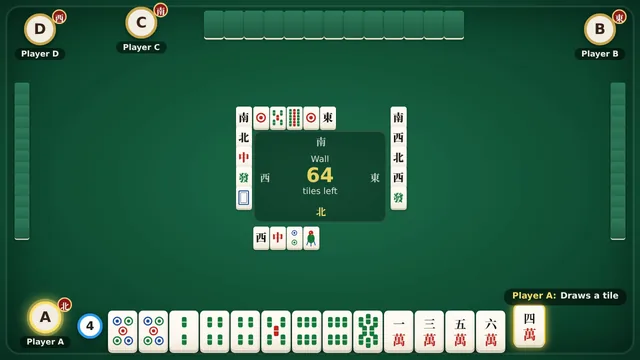 D
西
Player D
C
南
Player C
B
東
Player B
南
東
南
北
中
發
南
西
北
西
發
南
西
東
北
Wall
64
tiles left
西
中
A
北
Player A
4
Player A: Draws a tile
一
萬
三
萬
五
萬
六
萬
四
萬